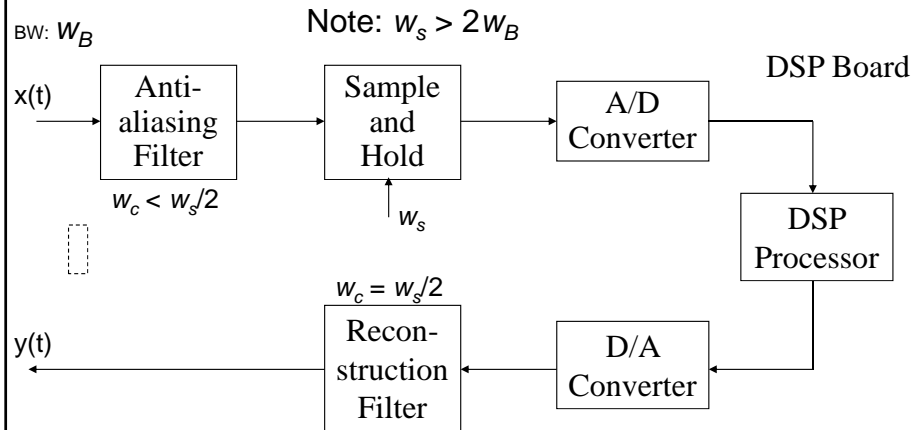 BW: w_B
Note: w_s > 2w_B
DSP Board
x(t)
Anti-
aliasing
Filter
w_c < w_s/2
Sample
and
Hold
w_s
A/D
Converter
DSP
Processor
D/A
Converter
w_c = w_s/2
Recon-
struction
Filter
y(t)